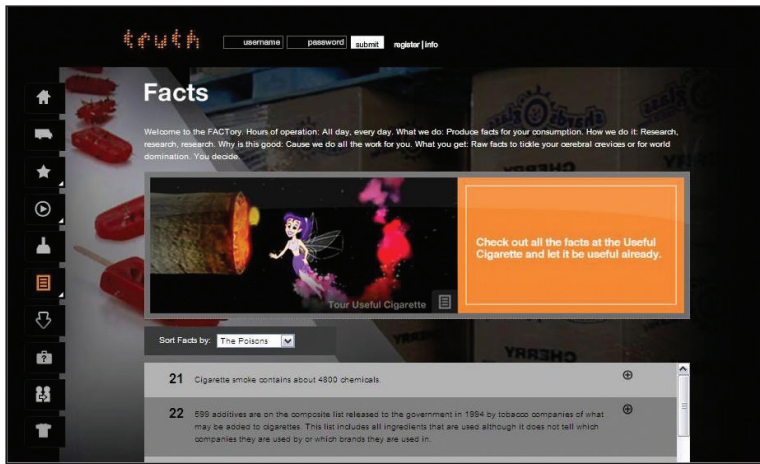 truth
username password submit register | info
Facts
Welcome to the FACTory. Hours of operation: All day, every day. What we do: Produce facts for your consumption. How we do it: Research,
research, research. Why is this good: Cause we do all the work for you. What you get: Raw facts to tickle your cerebral crevices or for world
domination. You decide.
Check out all the facts at the Useful
Cigarette and let it be useful already.
Tour Useful Cigarette
Sort Facts by: The Poisons
21 Cigarette smoke contains about 4800 chemicals.
22 599 additives are on the composite list released to the government in 1994 by tobacco companies of what
may be added to cigarettes. This list includes all ingredients that are used although it does not tell which
companies they are used by or which brands they are used in.